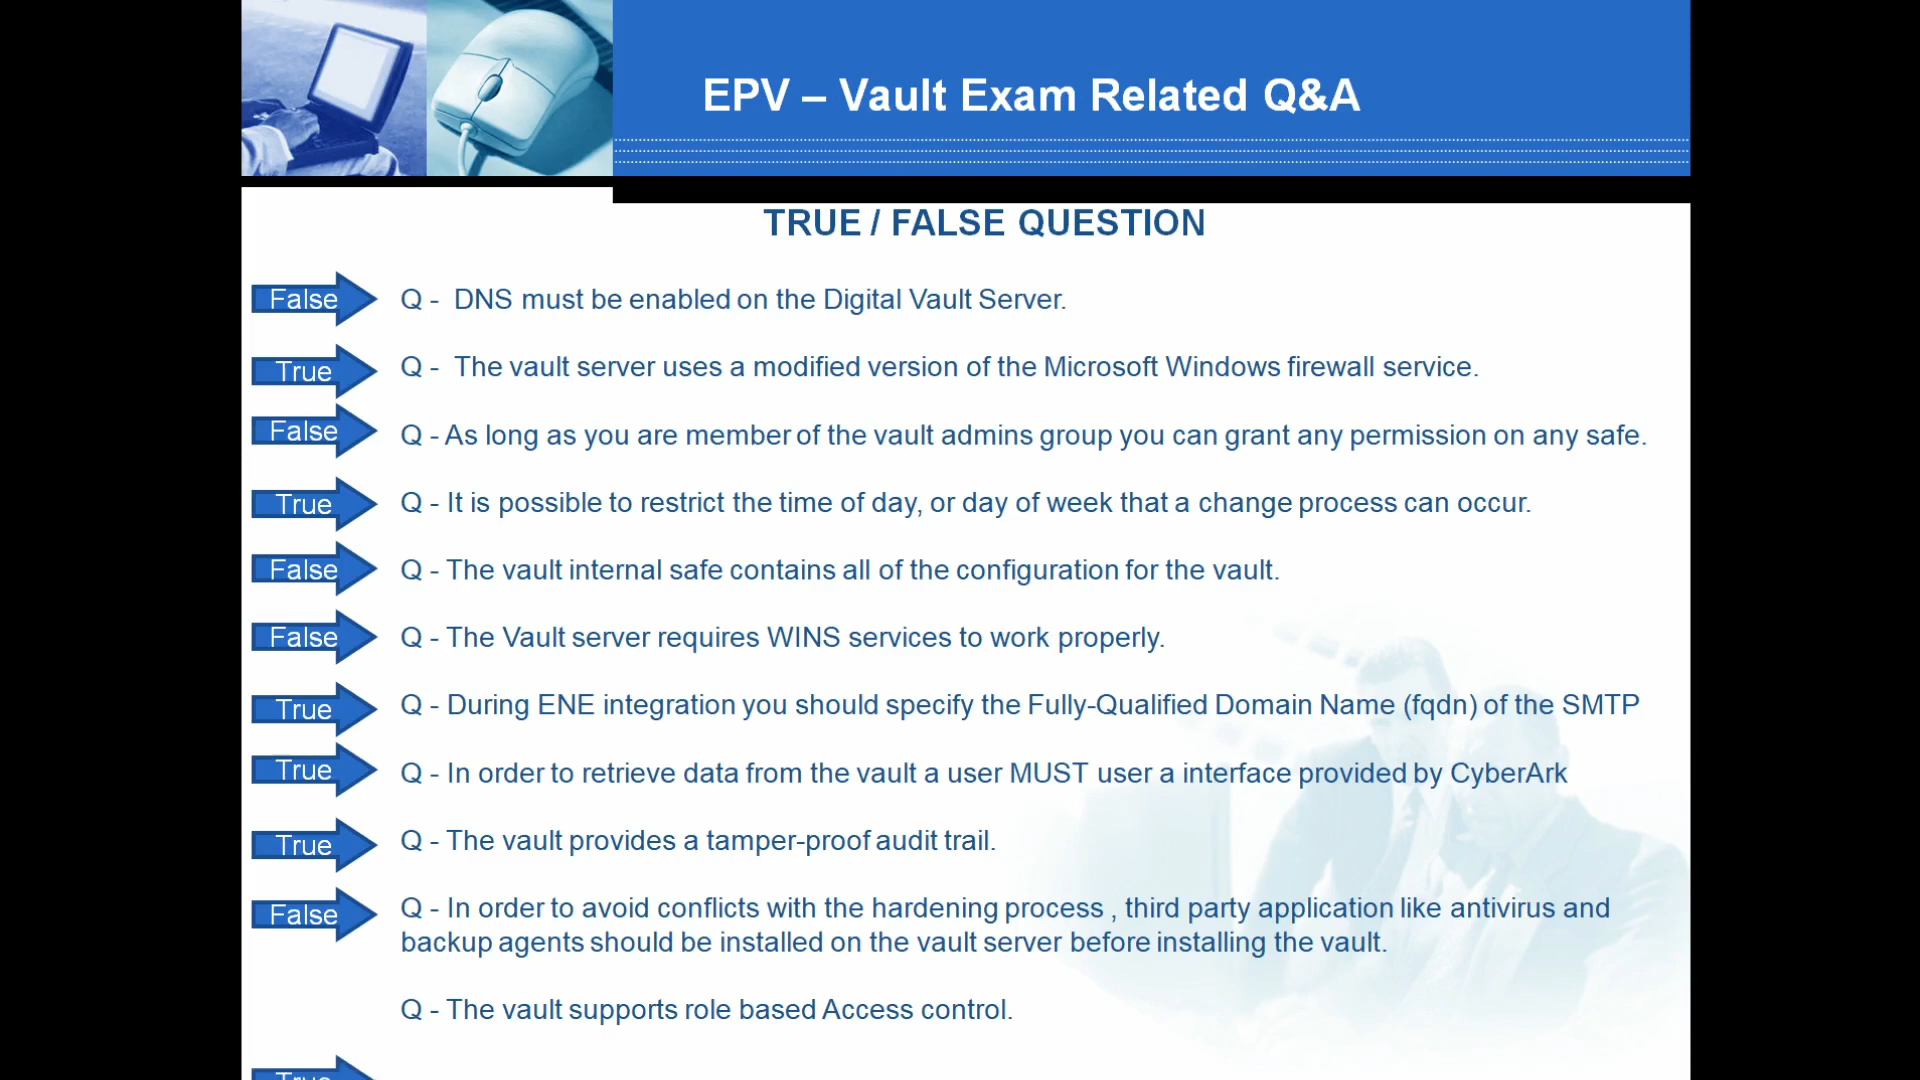 EPV – Vault Exam Related Q&A
TRUE / FALSE QUESTION
False Q - DNS must be enabled on the Digital Vault Server.
True Q - The vault server uses a modified version of the Microsoft Windows firewall service.
False Q - As long as you are member of the vault admins group you can grant any permission on any safe.
True Q - It is possible to restrict the time of day, or day of week that a change process can occur.
False Q - The vault internal safe contains all of the configuration for the vault.
False Q - The Vault server requires WINS services to work properly.
True Q - During ENE integration you should specify the Fully-Qualified Domain Name (fqdn) of the SMTP
True Q - In order to retrieve data from the vault a user MUST user a interface provided by CyberArk
True Q - The vault provides a tamper-proof audit trail.
False Q - In order to avoid conflicts with the hardening process , third party application like antivirus and
backup agents should be installed on the vault server before installing the vault.
Q - The vault supports role based Access control.
True